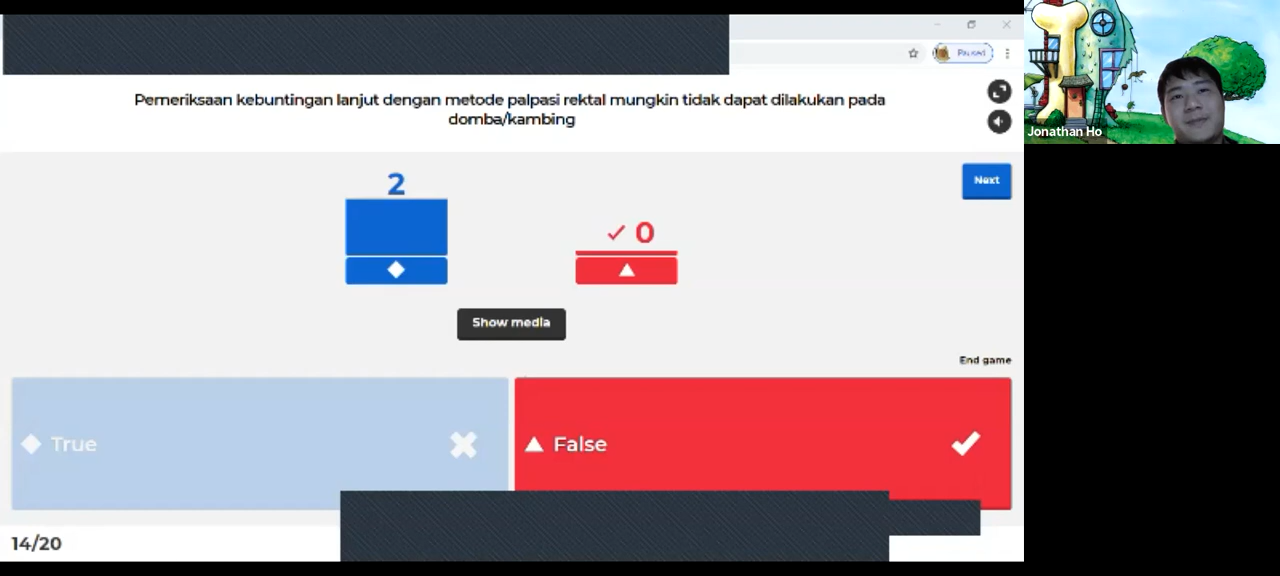 Pemeriksaan kebuntingan lanjut dengan metode palpasi rektal mungkin tidak dapat dilakukan pada
domba/kambing
Jonathan Ho
Next
2
0
Show media
End game
True
False
14/20